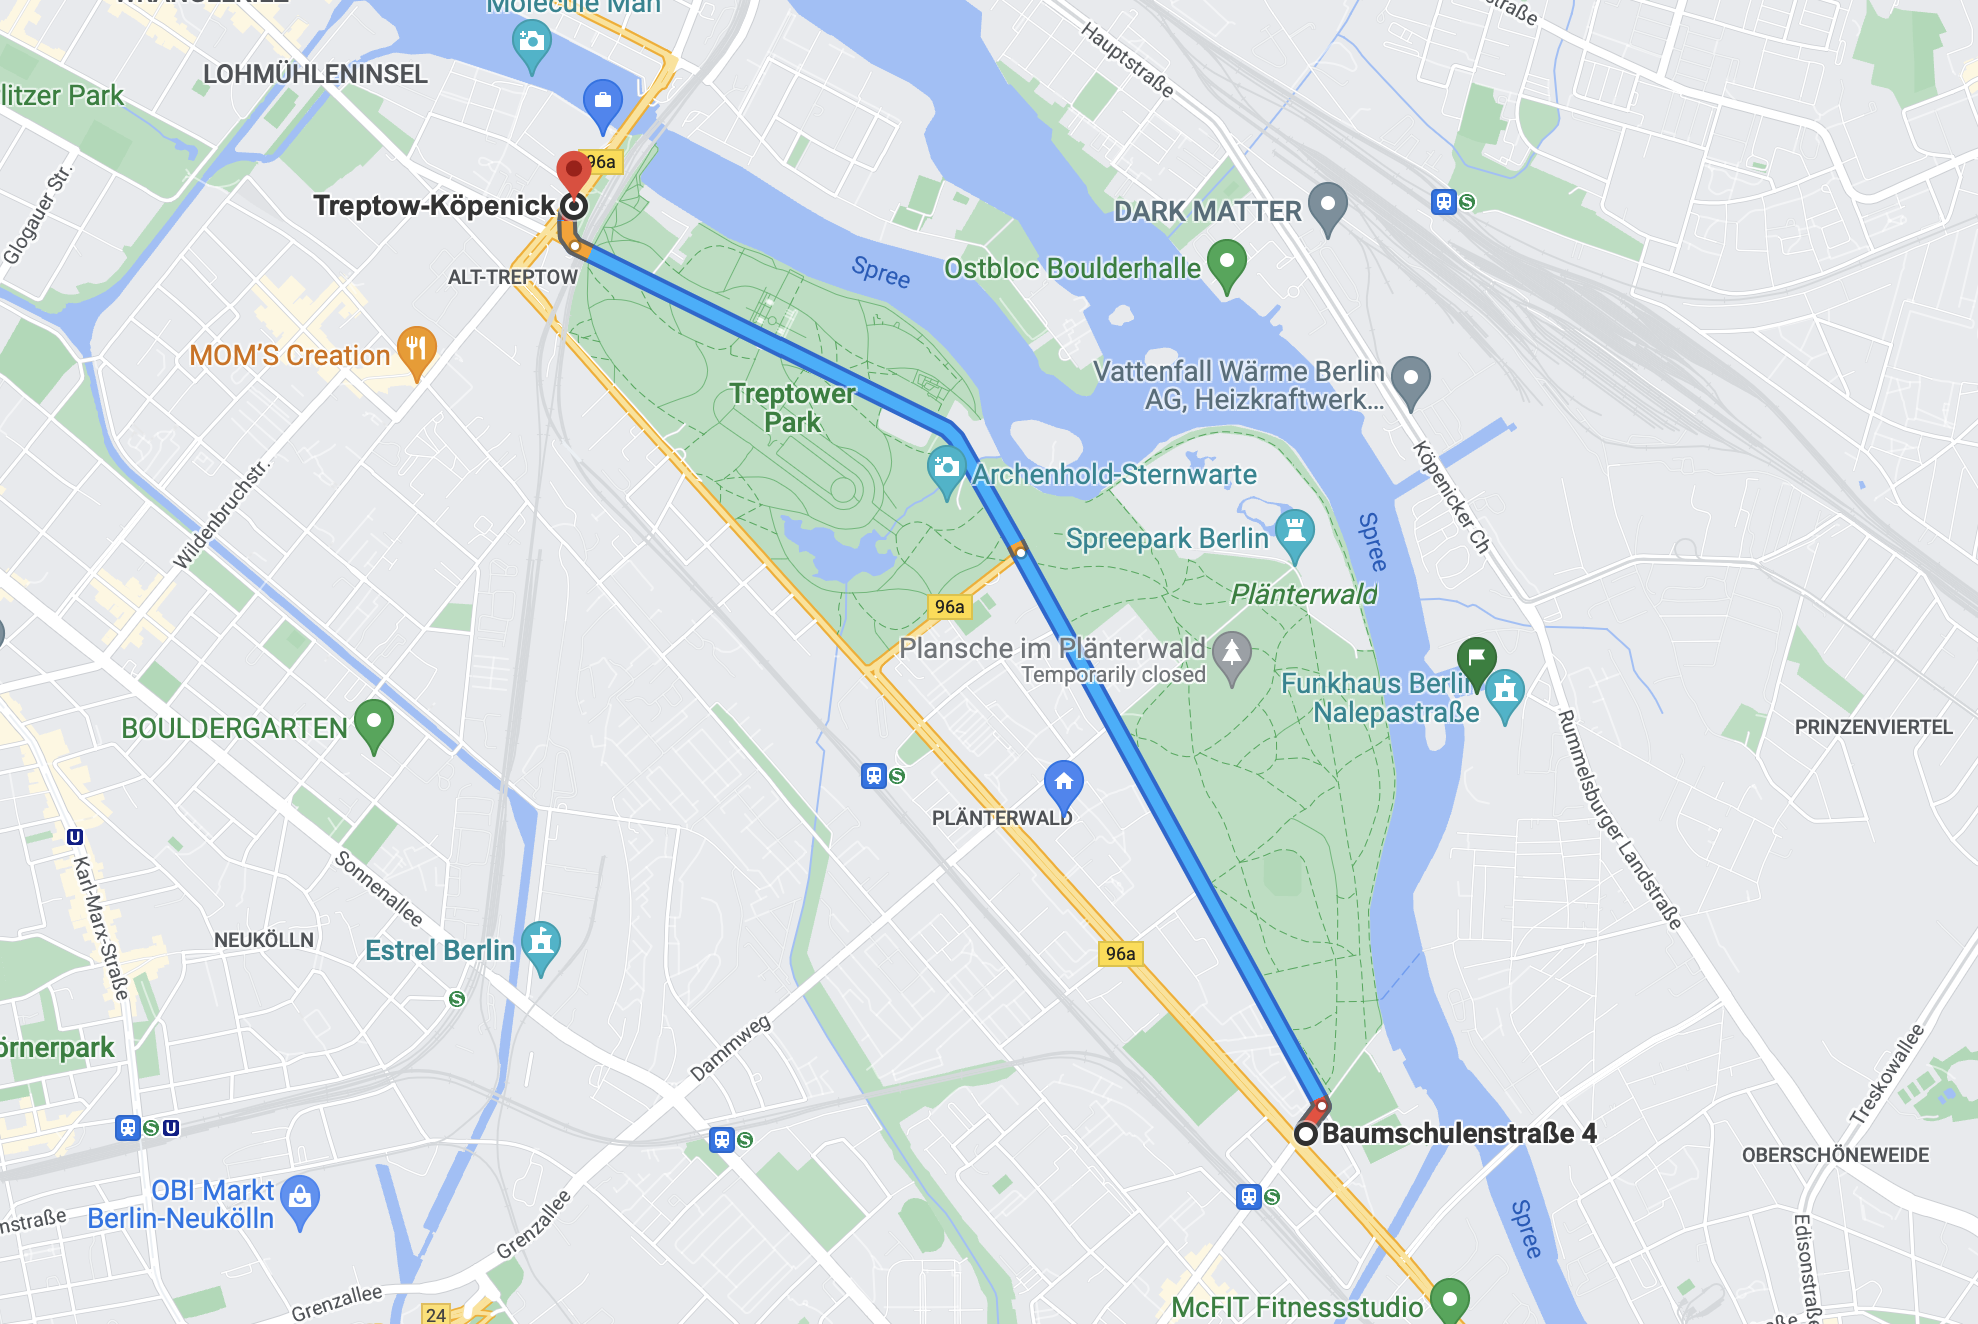 Molecule Man
LOHMÜHLENINSEL
litzer Park
Hauptstraße
straße
96a
Treptow-Köpenick
Glogauer Str.
ALT-TREPTOW
Spree
DARK MATTER
Ostbloc Boulderhalle
MOM'S Creation
Treptower
Park
Vattenfall Wärme Berlin
AG, Heizkraftwerk...
Wildenbruchstr.
Archenhold-Sternwarte
Köpenicker Ch
Spreepark Berlin
Spree
Plänterwald
96a
Plansche im Plänterwald
Temporarily closed
Funkhaus Berlin
Nalepastraße
BOULDERGARTEN
PRINZENVIERTEL
Rummelsburger Landstraße
PLÄNTERWALD
U
Karl-Marx-Straße
Sonnenallee
NEUKÖLLN
Estrel Berlin
96a
S
S
S
örnerpark
Dammweg
Treskowallee
S
U
S
Baumschulenstraße 4
OBERSCHÖNEWEIDE
OBI Markt
Berlin-Neukölln
S
nstraße
Grenzallee
Spree
Edisonstraße
Grenzallee
24
McFIT Fitnessstudio